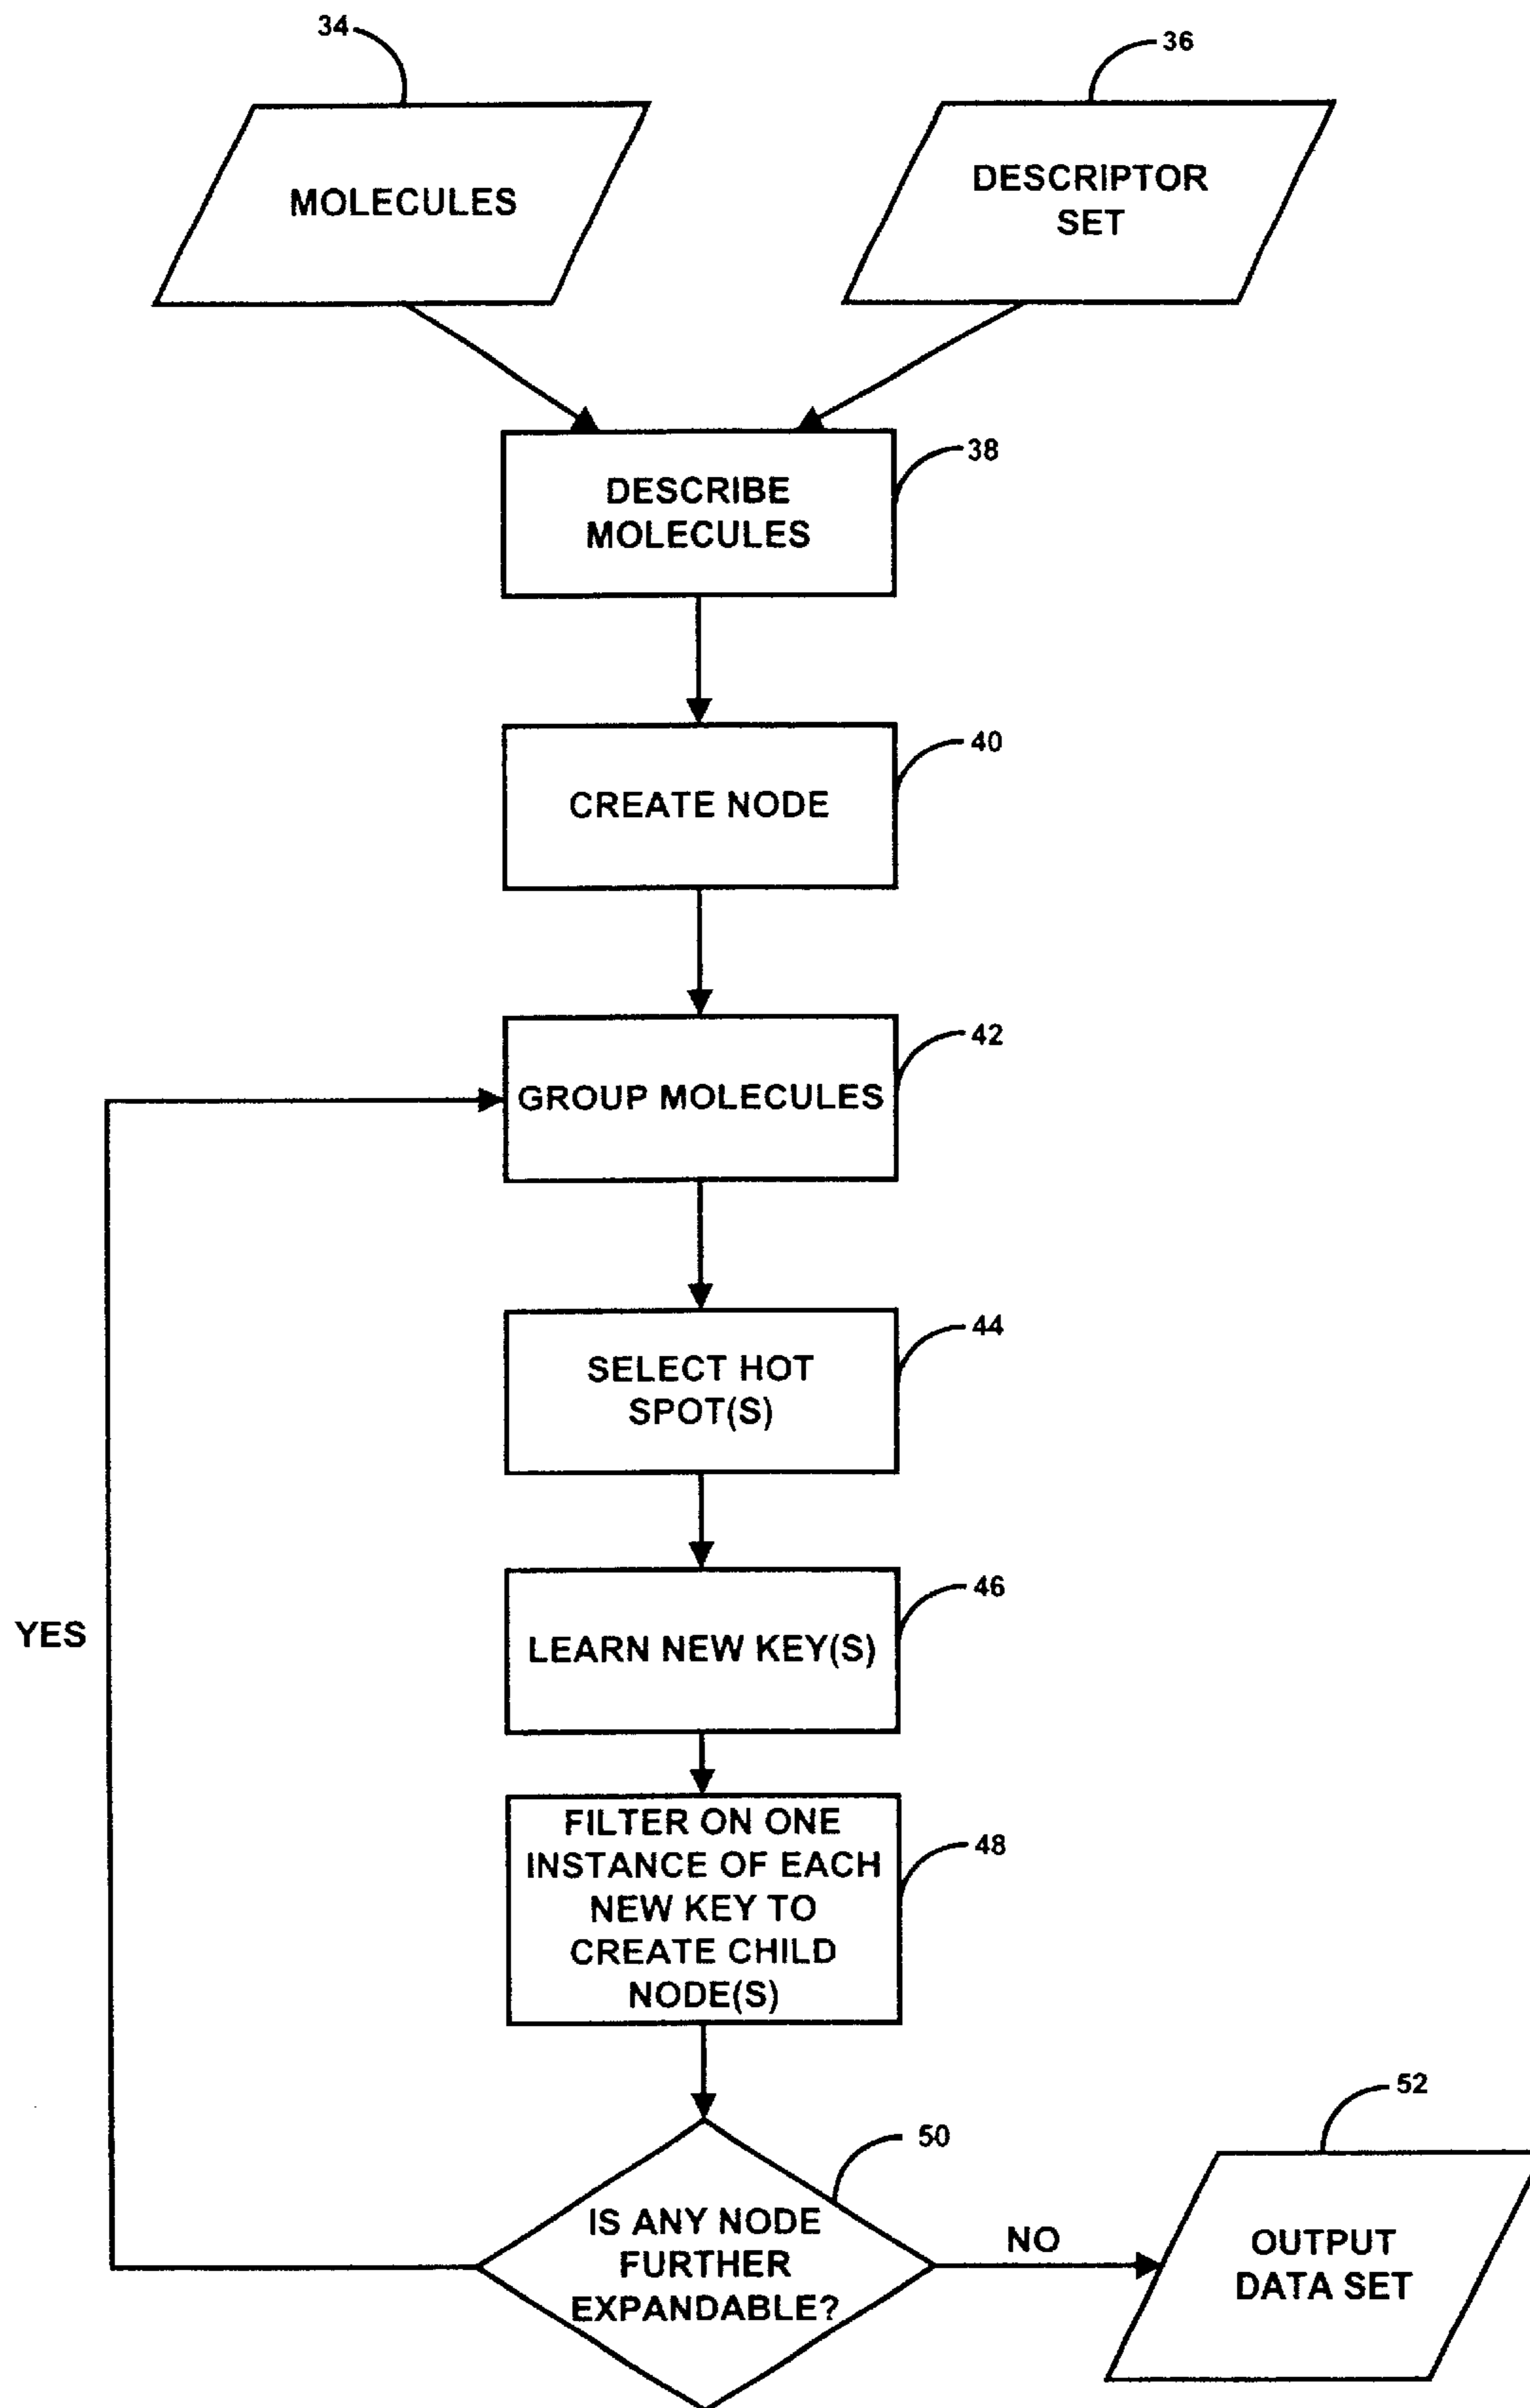 34
36
MOLECULES
DESCRIPTOR
SET
38
DESCRIBE
MOLECULES
40
CREATE NODE
42
GROUP MOLECULES
44
SELECT HOT
SPOT(S)
46
YES
LEARN NEW KEY(S)
48
FILTER ON ONE
INSTANCE OF EACH
NEW KEY TO
CREATE CHILD
NODE(S)
52
50
IS ANY NODE
FURTHER
EXPANDABLE?
NO
OUTPUT
DATA SET